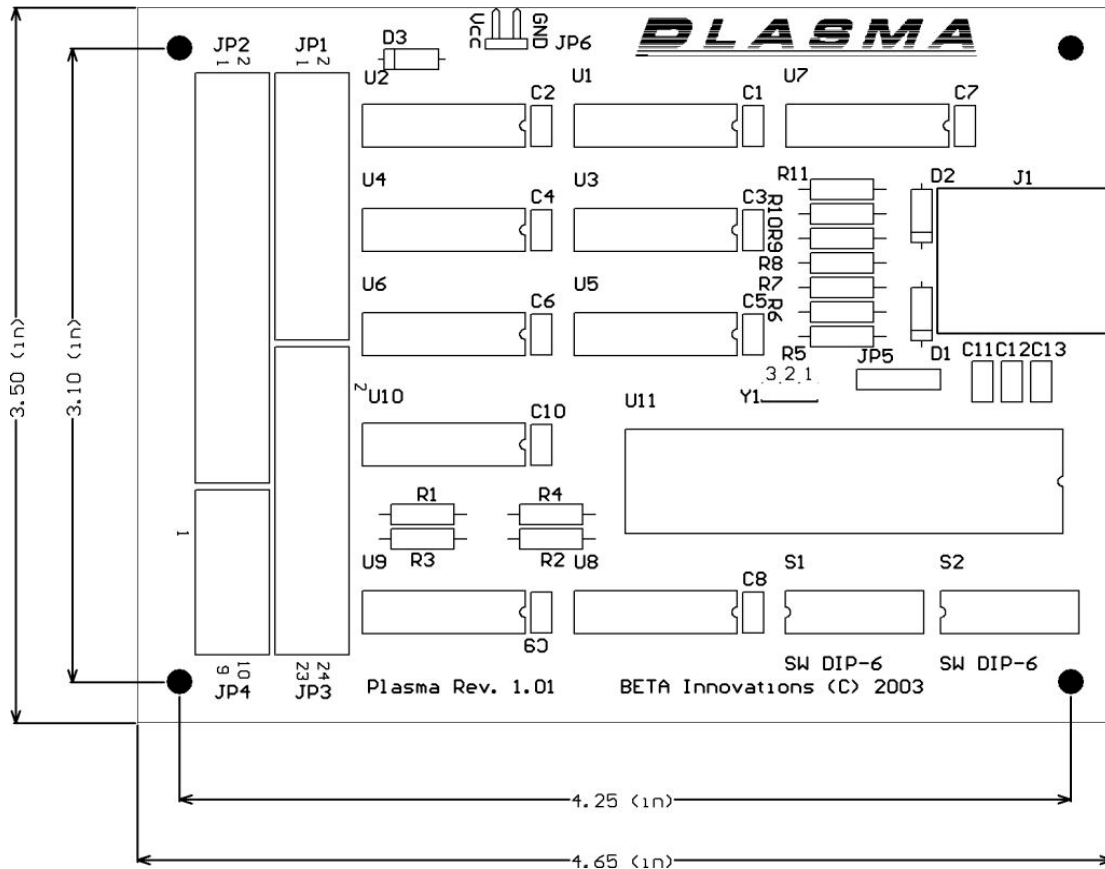 Vcc
GND
JP6
PLASMA
D3
JP2
1 2
JP1
1 2
U2
C2
U1
C1
U7
C7
U4
C4
U3
C3
R11
R10
R9
R8
R7
R6
R5
D2
J1
U6
C6
U5
C5
D1
JP5
C11
C12
C13
3 2 1
Y1
2
U10
C10
U11
R1
R4
R3
R2
1
U9
C9
U8
C8
S1
S2
SW DIP-6
SW DIP-6
9 10
JP4
23 24
JP3
Plasma Rev. 1.01
BETA Innovations (C) 2003
3.50 (in)
3.10 (in)
4.25 (in)
4.65 (in)